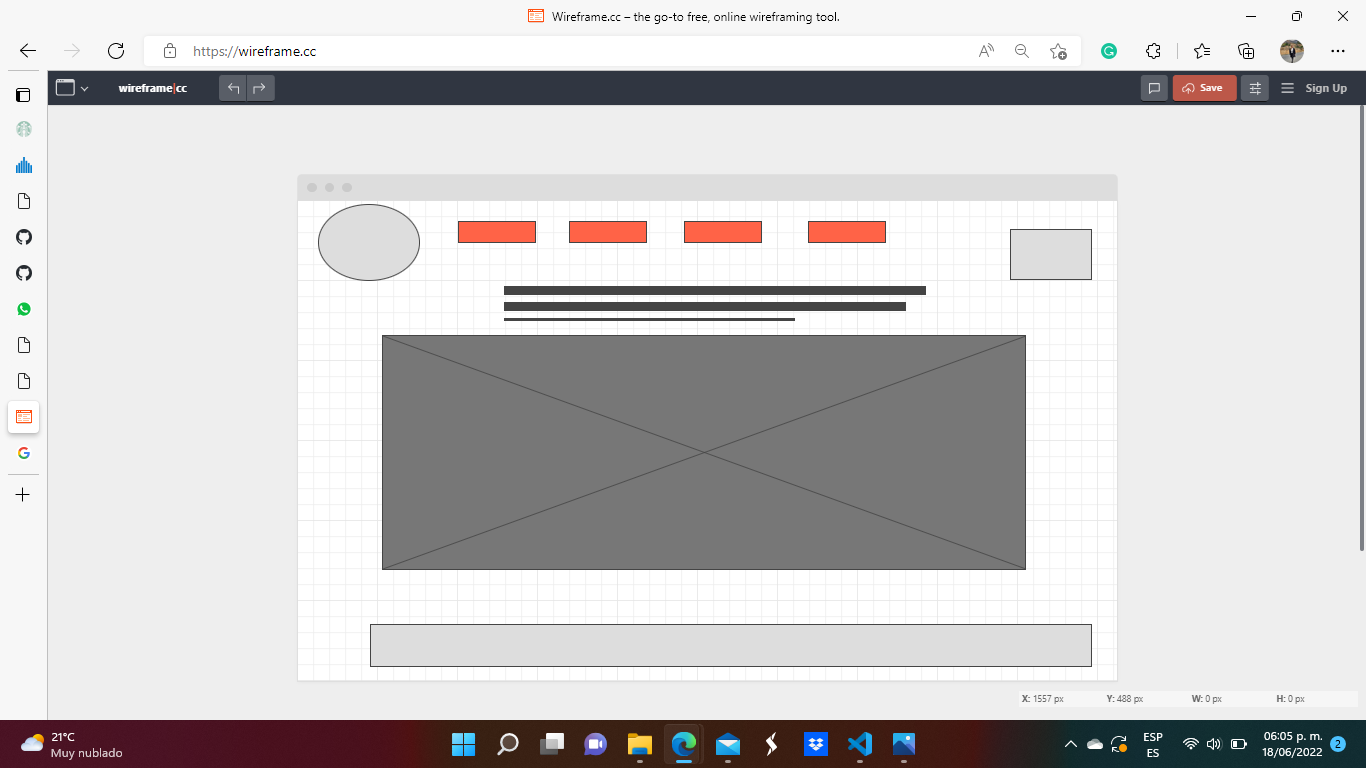 Wireframe.cc – the go-to free, online wireframing tool.
https://wireframe.cc
wireframe|cc
Save
Sign Up
X: 1557 px Y: 488 px W: 0 px H: 0 px
21°C
Muy nublado
ESP
ES
06:05 p. m.
18/06/2022
2